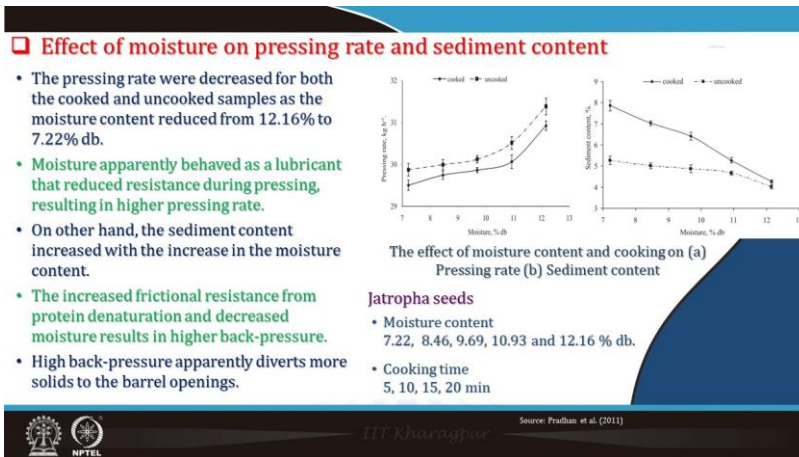 Effect of moisture on pressing rate and sediment content
• The pressing rate were decreased for both
the cooked and uncooked samples as the
moisture content reduced from 12.16% to
7.22% db.
• Moisture apparently behaved as a lubricant
that reduced resistance during pressing,
resulting in higher pressing rate.
• On other hand, the sediment content
increased with the increase in the moisture
content.
• The increased frictional resistance from
protein denaturation and decreased
moisture results in higher back-pressure.
• High back-pressure apparently diverts more
solids to the barrel openings.
cooked uncooked
Pressing rate, kg h⁻¹.
32
31
30
29
7 8 9 10 11 12 13
Moisture, % db
cooked uncooked
Sediment content, %
9
8
7
6
5
4
3
7 8 9 10 11 12 13
Moisture, % db
The effect of moisture content and cooking on (a)
Pressing rate (b) Sediment content
Jatropha seeds
• Moisture content
7.22, 8.46, 9.69, 10.93 and 12.16 % db.
• Cooking time
5, 10, 15, 20 min
Source: Pradhan et al. (2011)
IIT Kharagpur
NPTEL